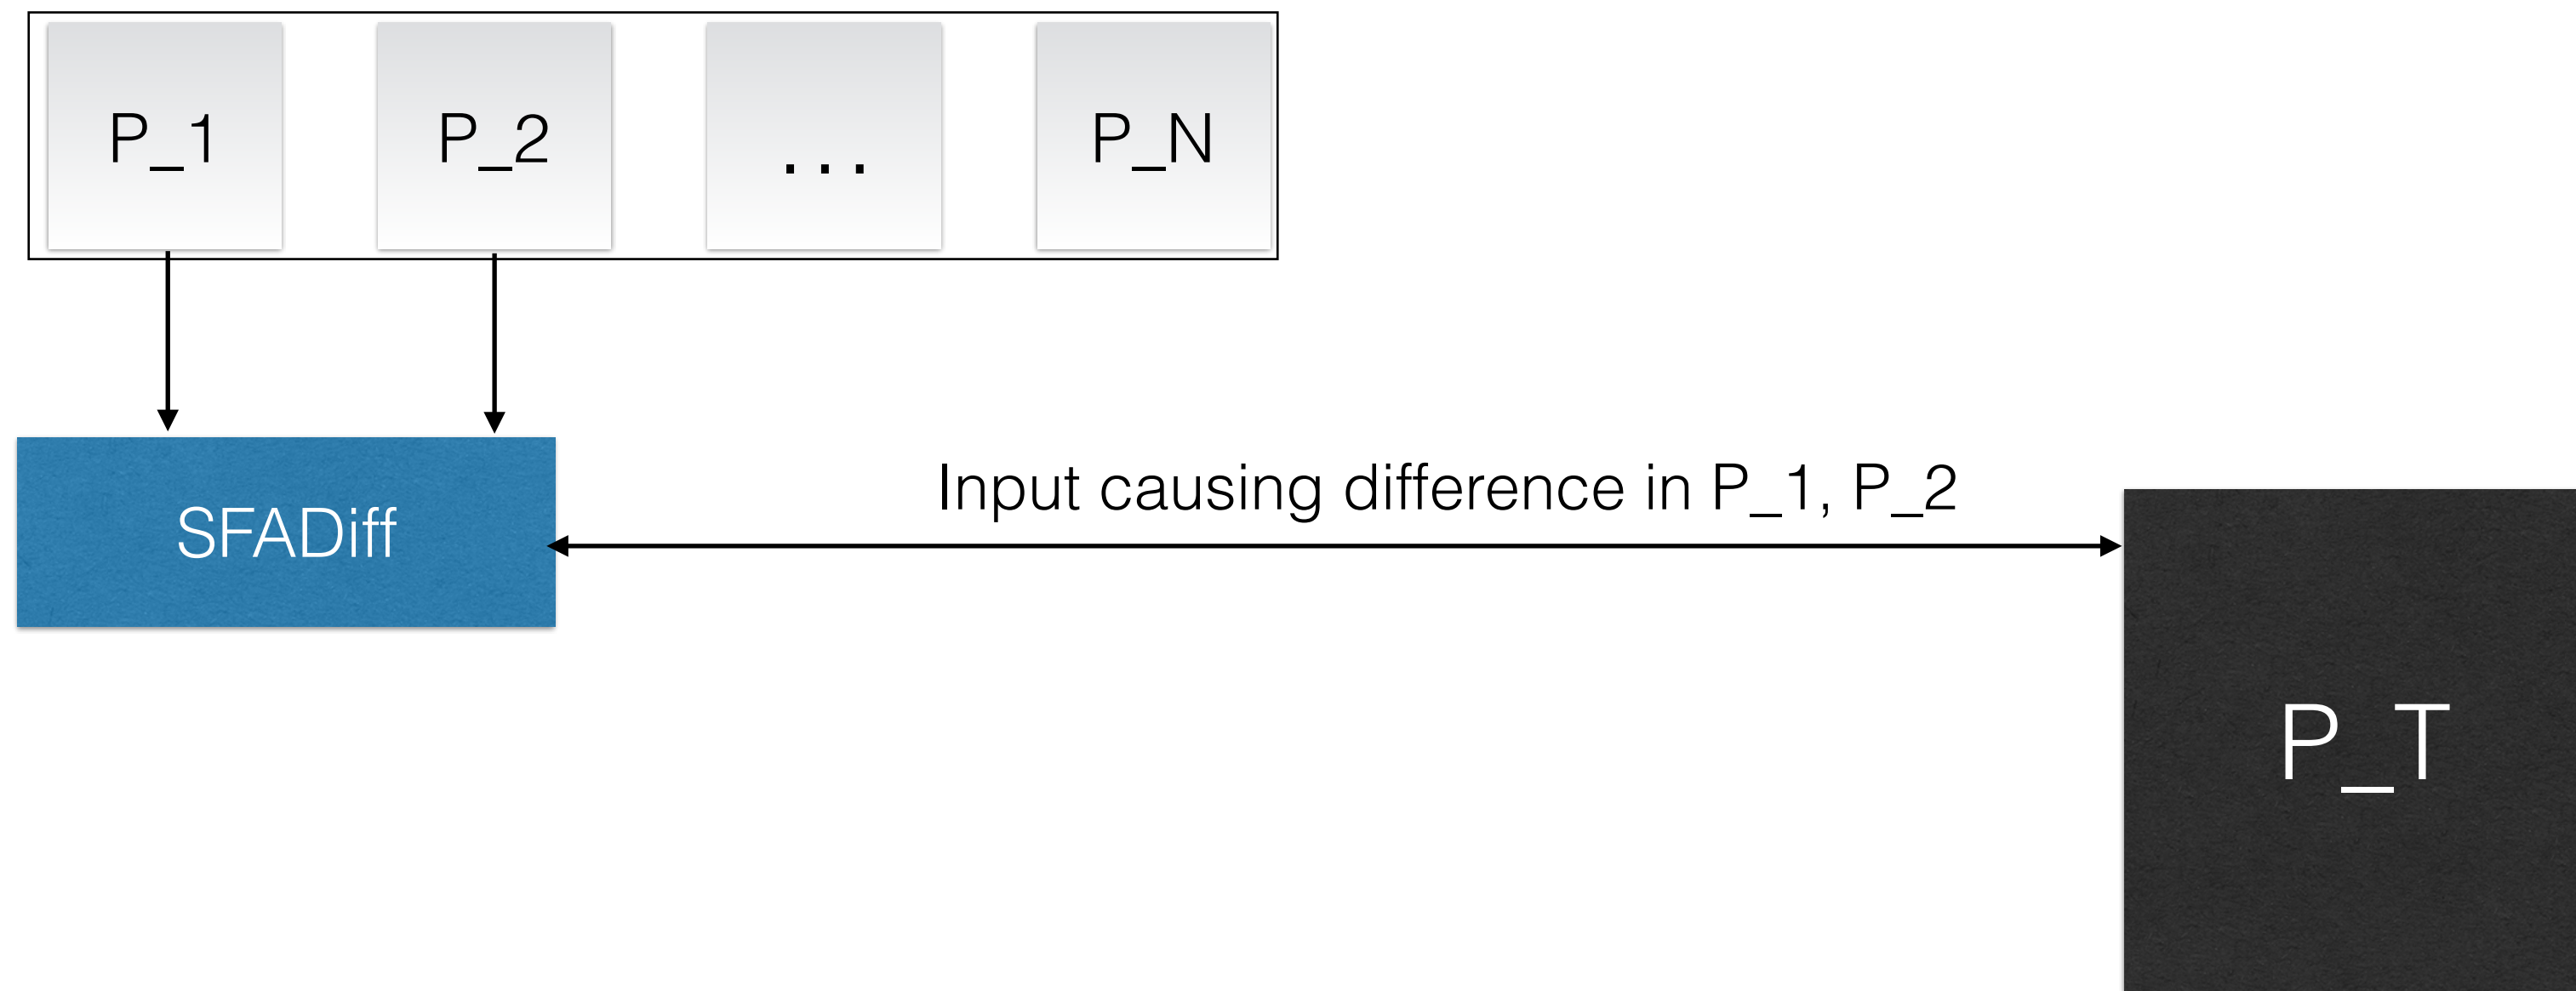 P_1
P_2
...
P_N
Input causing difference in P_1, P_2
SFADiff
P_T